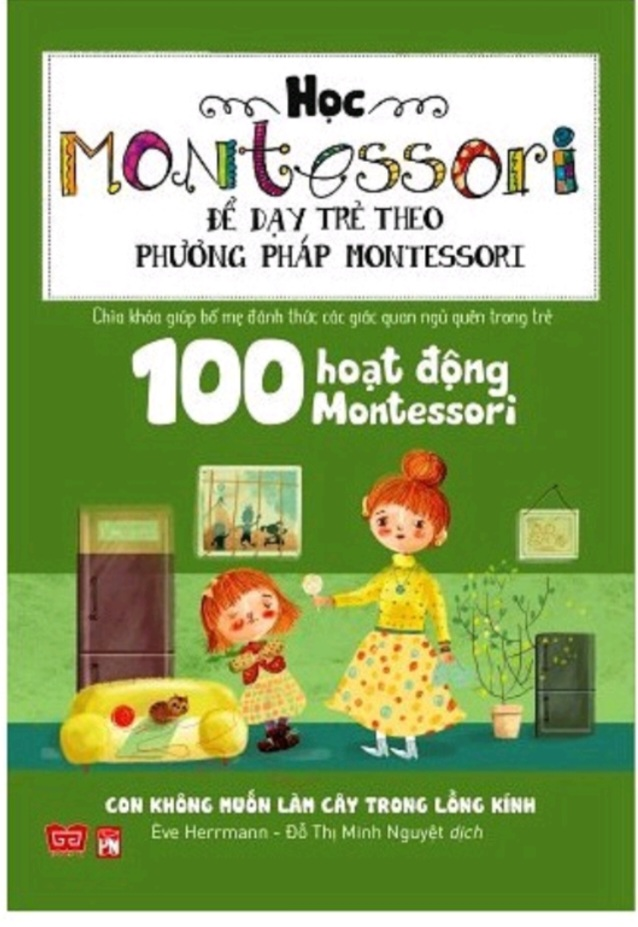 Học
Montessori
ĐỂ DẠY TRẺ THEO
PHƯƠNG PHÁP MONTESSORI
Chìa khóa giúp bố mẹ đánh thức các giác quan ngủ quên trong trẻ
100 hoạt động
Montessori
CON KHÔNG MUỐN LÀM CÂY TRONG LỒNG KÍNH
Ève Herrmann - Đỗ Thị Minh Nguyệt dịch
PN